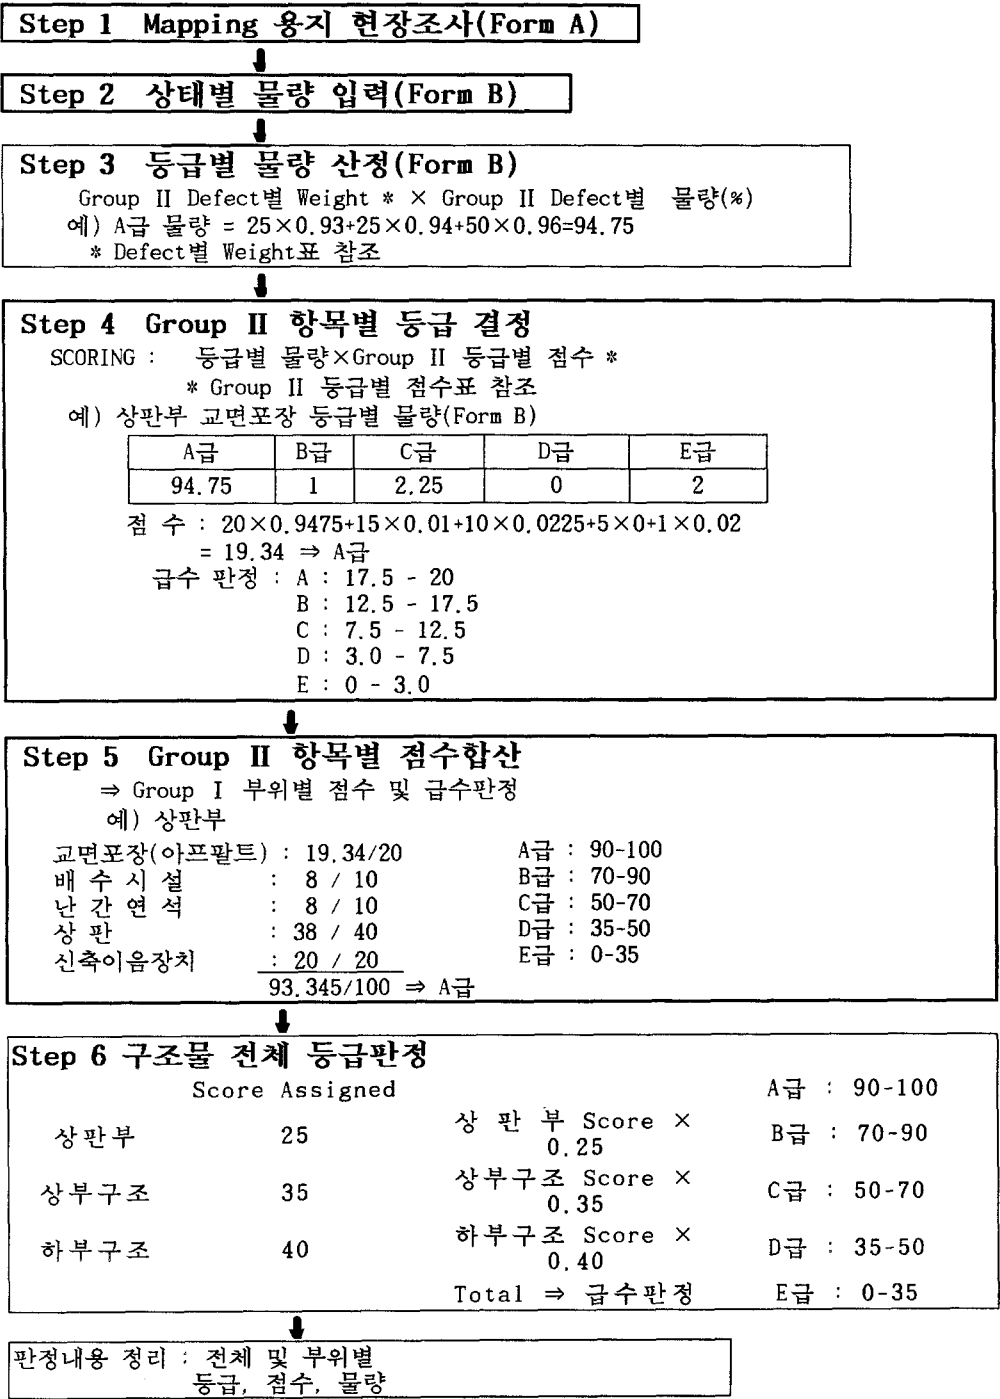 Step 1 Mapping 용지 현장조사(Form A)
Step 2 상태별 물량 입력(Form B)
Step 3 등급별 물량 산정(Form B)
Group II Defect별 Weight * × Group II Defect별 물량(%)
예) A급 물량 = 25×0.93+25×0.94+50×0.96=94.75
* Defect별 Weight표 참조
Step 4 Group II 항목별 등급 결정
SCORING : 등급별 물량×Group II 등급별 점수 *
* Group II 등급별 점수표 참조
예) 상판부 교면포장 등급별 물량(Form B)
A급 B급 C급 D급 E급
94.75 1 2.25 0 2
점 수 : 20×0.9475+15×0.01+10×0.0225+5×0+1×0.02
= 19.34 ⇒ A급
급수 판정 : A : 17.5 - 20
B : 12.5 - 17.5
C : 7.5 - 12.5
D : 3.0 - 7.5
E : 0 - 3.0
Step 5 Group II 항목별 점수합산
⇒ Group I 부위별 점수 및 급수판정
예) 상판부
교면포장(아프팔트) : 19.34/20 A급 : 90-100
배 수 시 설 : 8 / 10 B급 : 70-90
난 간 연 석 : 8 / 10 C급 : 50-70
상 판 : 38 / 40 D급 : 35-50
신축이음장치 : 20 / 20 E급 : 0-35
93.345/100 ⇒ A급
Step 6 구조물 전체 등급판정
Score Assigned A급 : 90-100
상판부 25 상 판 부 Score × 0.25 B급 : 70-90
상부구조 35 상부구조 Score × 0.35 C급 : 50-70
하부구조 40 하부구조 Score × 0.40 D급 : 35-50
Total ⇒ 급수판정 E급 : 0-35
판정내용 정리 : 전체 및 부위별
등급, 점수, 물량